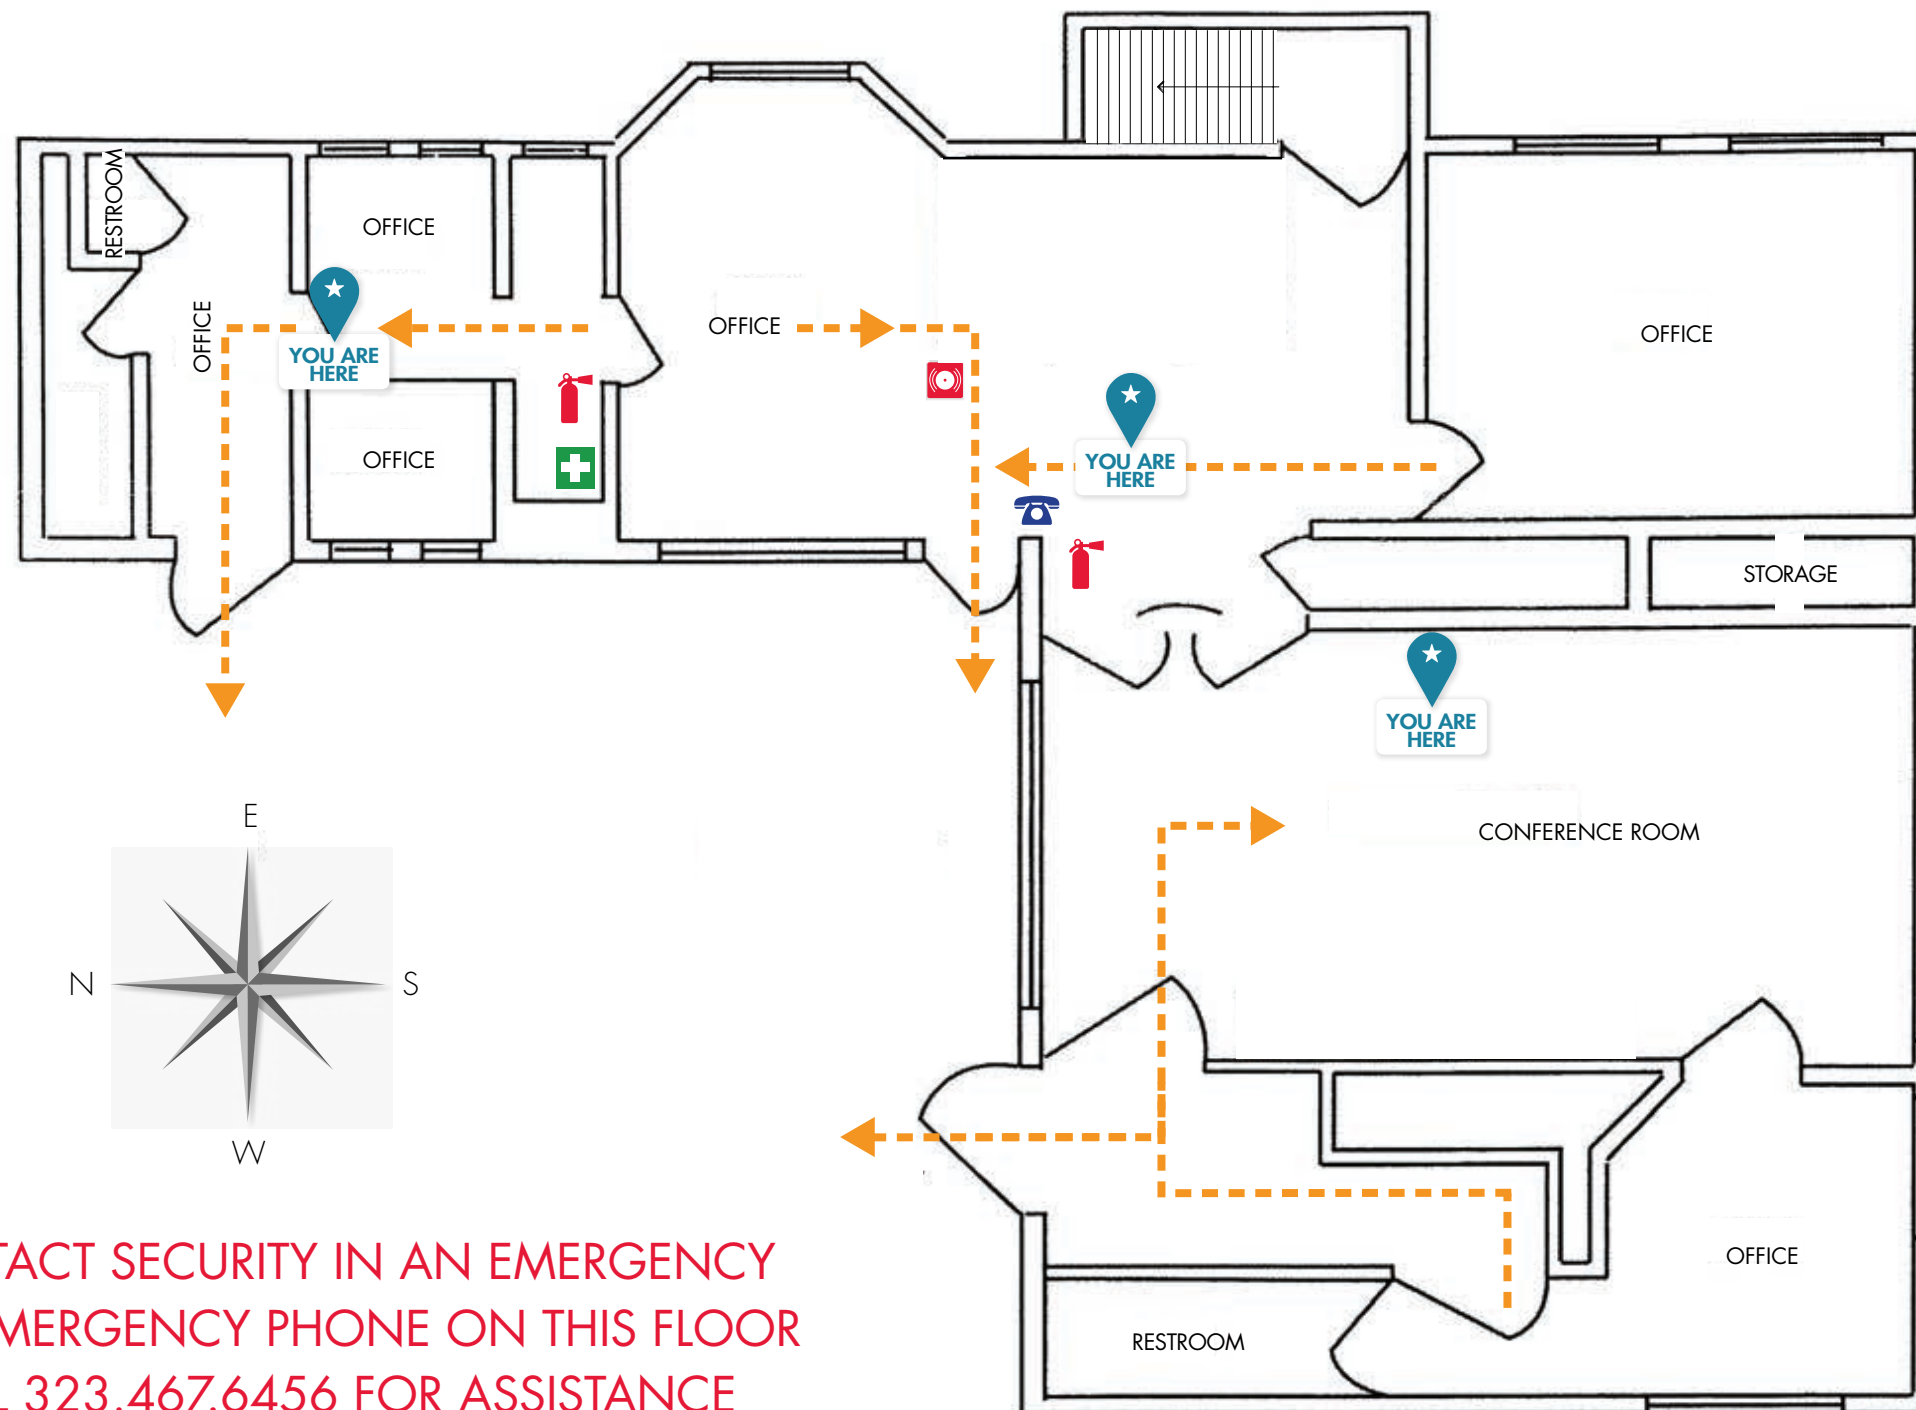 RESTROOM
OFFICE
OFFICE
YOU ARE
HERE
OFFICE
OFFICE
YOU ARE
HERE
OFFICE
STORAGE
YOU ARE
HERE
CONFERENCE ROOM
OFFICE
RESTROOM
E
N
S
W
TACT SECURITY IN AN EMERGENCY
MERGENCY PHONE ON THIS FLOOR
323.467.6456 FOR ASSISTANCE